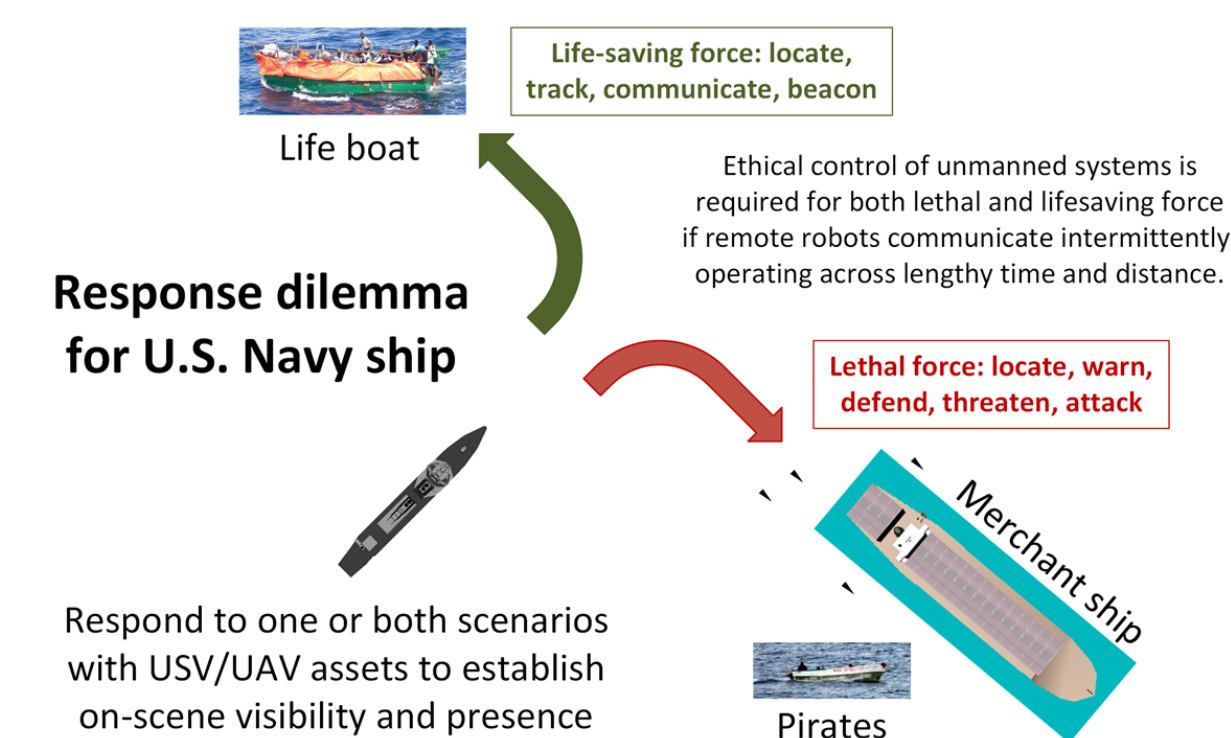 Life-saving force: locate,
track, communicate, beacon
Life boat
Ethical control of unmanned systems is
required for both lethal and lifesaving force
if remote robots communicate intermittently,
operating across lengthy time and distance.
Response dilemma
for U.S. Navy ship
Lethal force: locate, warn,
defend, threaten, attack
Merchant ship
Respond to one or both scenarios
with USV/UAV assets to establish
on-scene visibility and presence
Pirates